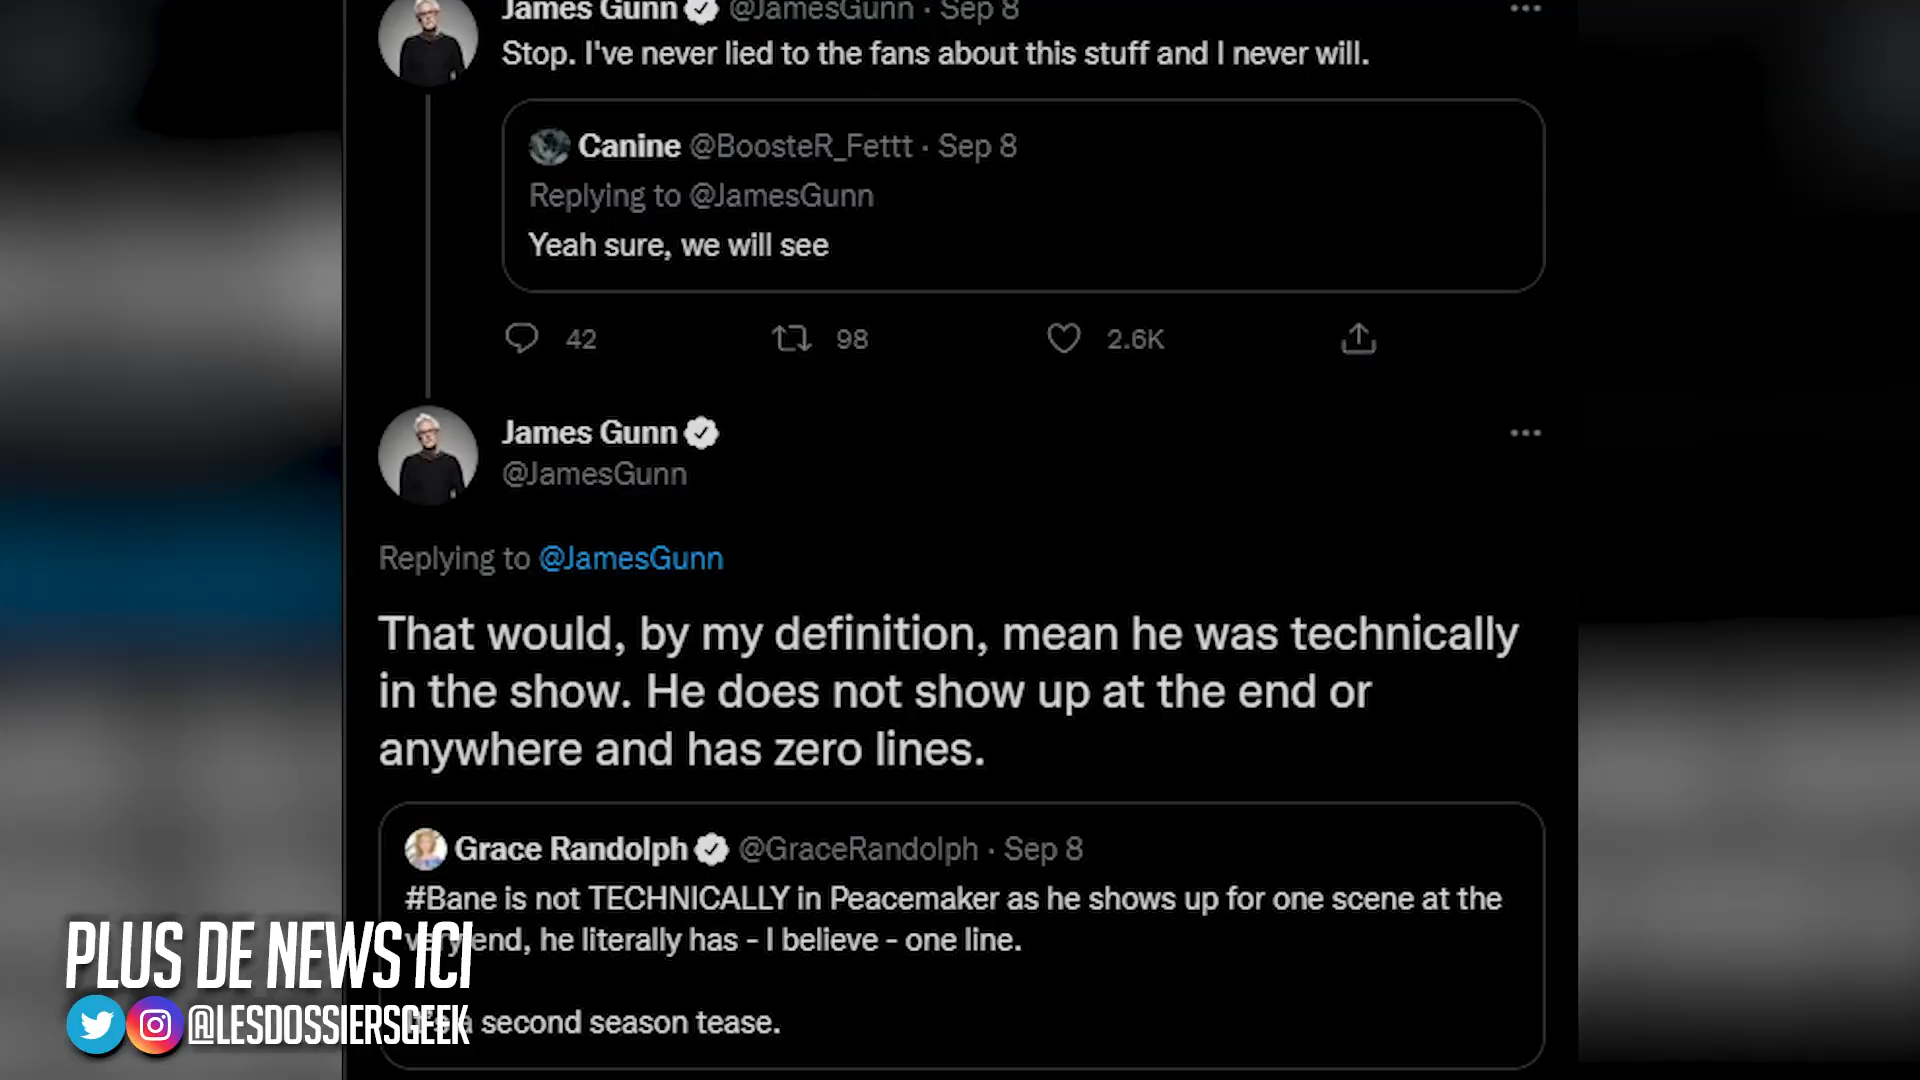 James Gunn @JamesGunn · Sep 8
Stop. I've never lied to the fans about this stuff and I never will.
Canine @BoosteR_Fettt · Sep 8
Replying to @JamesGunn
Yeah sure, we will see
42 98 2.6K
James Gunn
@JamesGunn
Replying to @JamesGunn
That would, by my definition, mean he was technically
in the show. He does not show up at the end or
anywhere and has zero lines.
Grace Randolph @GraceRandolph · Sep 8
#Bane is not TECHNICALLY in Peacemaker as he shows up for one scene at the
very end, he literally has - I believe - one line.
a second season tease.
PLUS DE NEWS ICI
@LESDOSSIERSGEEK